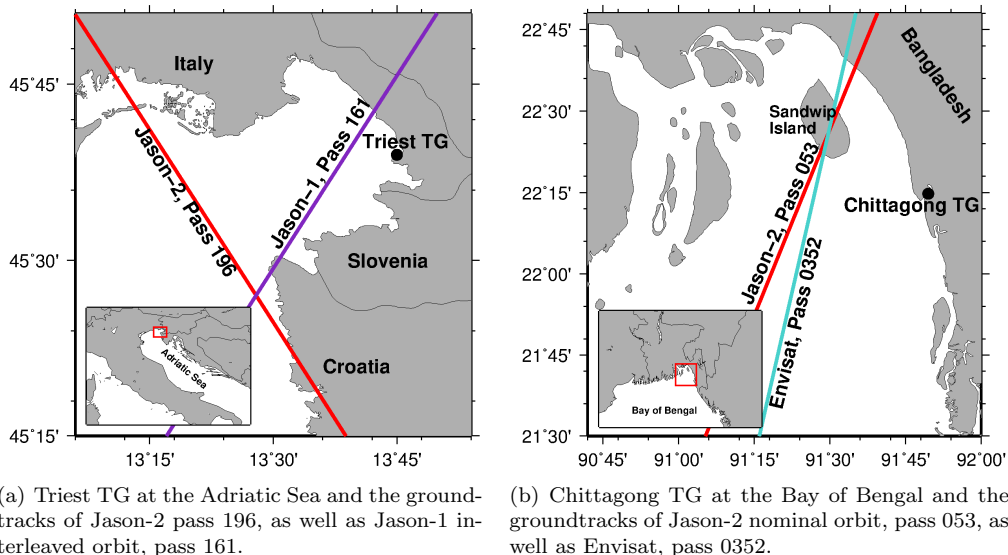 Italy
45°45'
Jason-2, Pass 196
Jason-1, Pass 161
Triest TG
45°30'
Slovenia
Adriatic Sea
Croatia
45°15'
13°15'
13°30'
13°45'
(a) Triest TG at the Adriatic Sea and the ground-
tracks of Jason-2 pass 196, as well as Jason-1 in-
terleaved orbit, pass 161.
22°45'
Bangladesh
22°30'
Sandwip
Island
22°15'
Chittagong TG
Jason-2, Pass 053
22°00'
Envisat, Pass 0352
21°45'
Bay of Bengal
21°30'
90°45'
91°00'
91°15'
91°30'
91°45'
92°00'
(b) Chittagong TG at the Bay of Bengal and the
groundtracks of Jason-2 nominal orbit, pass 053, as
well as Envisat, pass 0352.